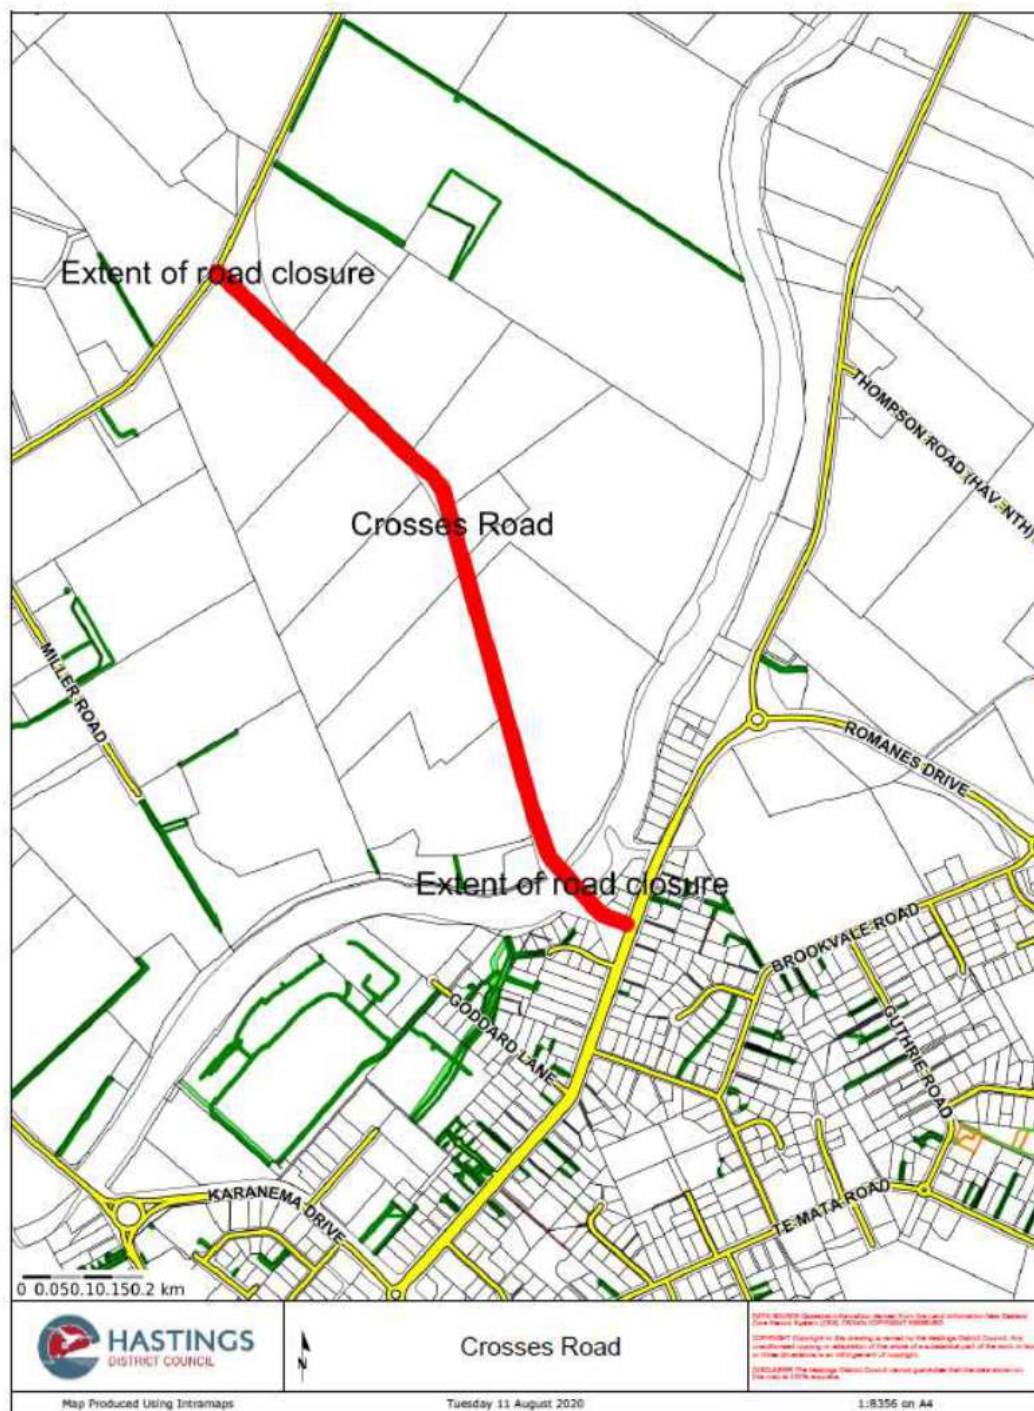 Extent of road closure
THOMPSON ROAD (HAV NTH)
Crosses Road
MILLER ROAD
ROMANES DRIVE
Extent of road closure
BROOKVALE ROAD
GODDARD LANE
GUTHRIE ROAD
KARANEMA DRIVE
TE MATA ROAD
0 0.050.10.150.2 km
HASTINGS
DISTRICT COUNCIL
N
Crosses Road
Map Produced Using Intramaps
Tuesday 11 August 2020
1:8356 on A4